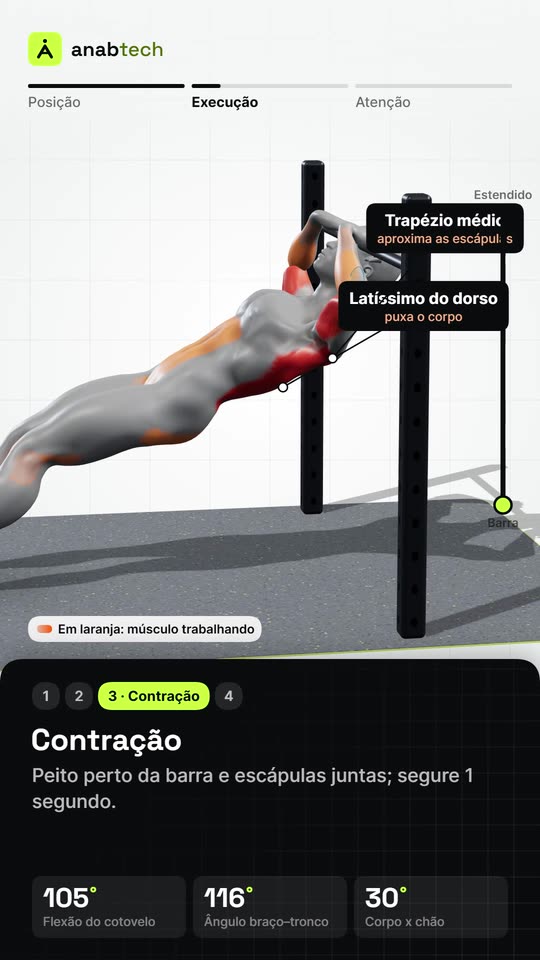 anabtech
Posição
Execução
Atenção
Estendido
Trapézio médio
aproxima as escápulas
Latíssimo do dorso
puxa o corpo
Barra
Em laranja: músculo trabalhando
1
2
3 · Contração
4
Contração
Peito perto da barra e escápulas juntas; segure 1
segundo.
105°
Flexão do cotovelo
116°
Ângulo braço–tronco
30°
Corpo x chão